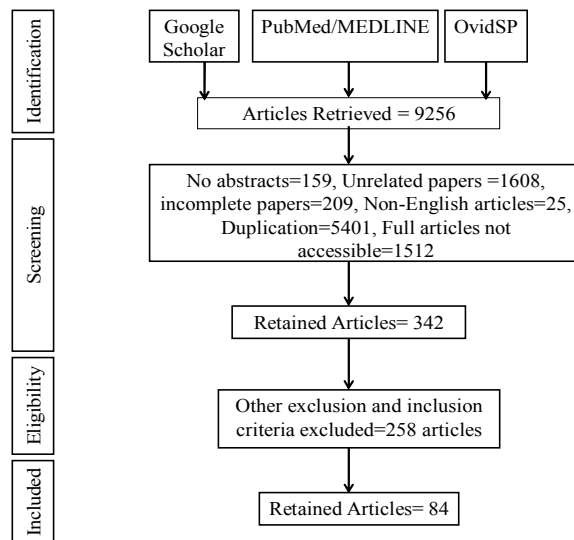 Identification
Google
Scholar
PubMed/MEDLINE
OvidSP
Articles Retrieved = 9256
Screening
No abstracts=159, Unrelated papers =1608,
incomplete papers=209, Non-English articles=25,
Duplication=5401, Full articles not
accessible=1512
Retained Articles= 342
Eligibility
Other exclusion and inclusion
criteria excluded=258 articles
Included
Retained Articles= 84